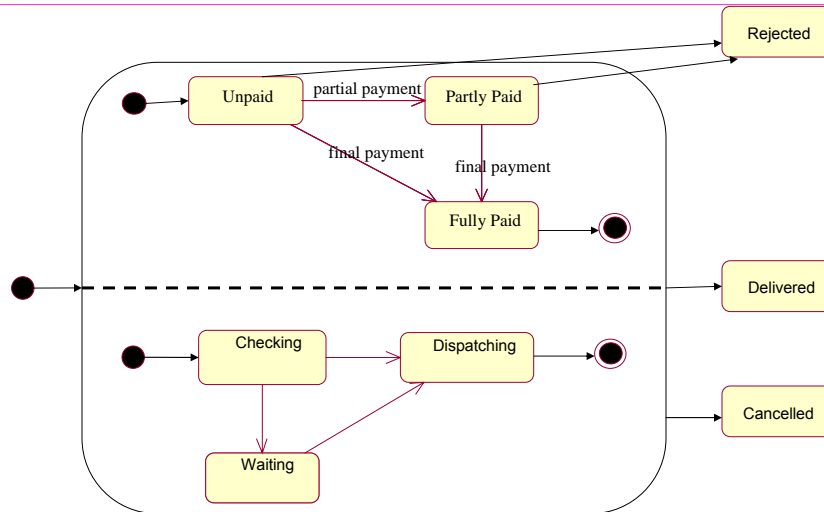 Rejected
Unpaid
partial payment
Partly Paid
final payment
final payment
Fully Paid
Delivered
Checking
Dispatching
Cancelled
Waiting